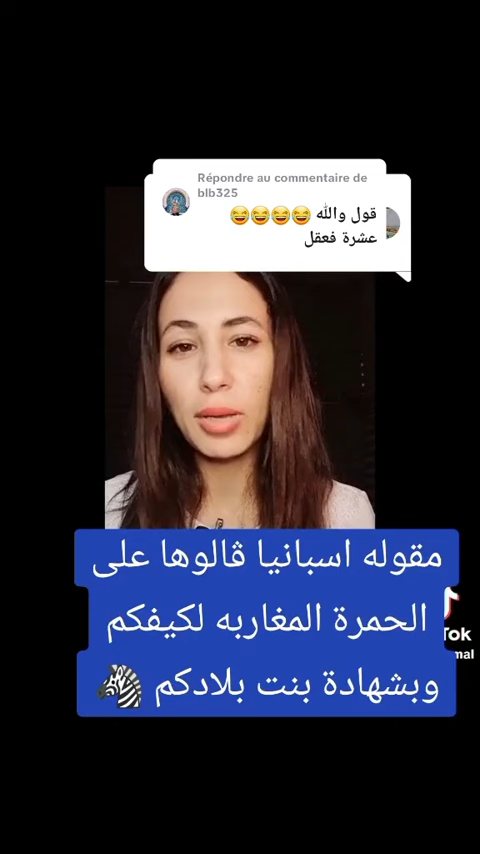 Répondre au commentaire de
blb325
قول والله 😂😂😂😂
عشرة فعقل
مقوله اسبانيا ڨالوها على
الحمرة المغاربه لكيفكم
وبشهادة بنت بلادكم 🦓
Tok
mal